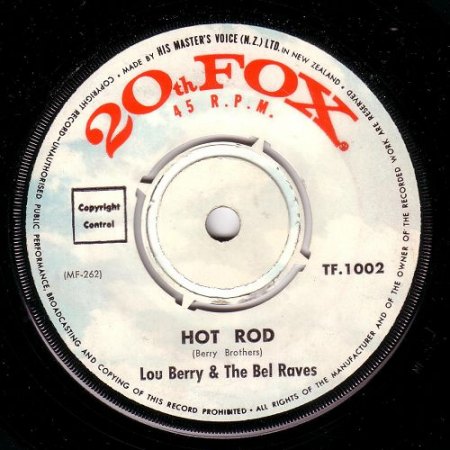 MADE BY HIS MASTER'S VOICE (N.Z.) LTD. IN NEW ZEALAND •
20th FOX®
45 R.P.M.
Copyright
Control
(MF-262)
TF.1002
HOT ROD
(Berry Brothers)
Lou Berry & The Bel Raves
COPYRIGHT RECORD—UNAUTHORISED PUBLIC PERFORMANCE, BROADCASTING AND COPYING OF THIS RECORD PROHIBITED • ALL RIGHTS OF THE MANUFACTURER AND OF THE OWNER OF THE RECORDED WORK ARE RESERVED